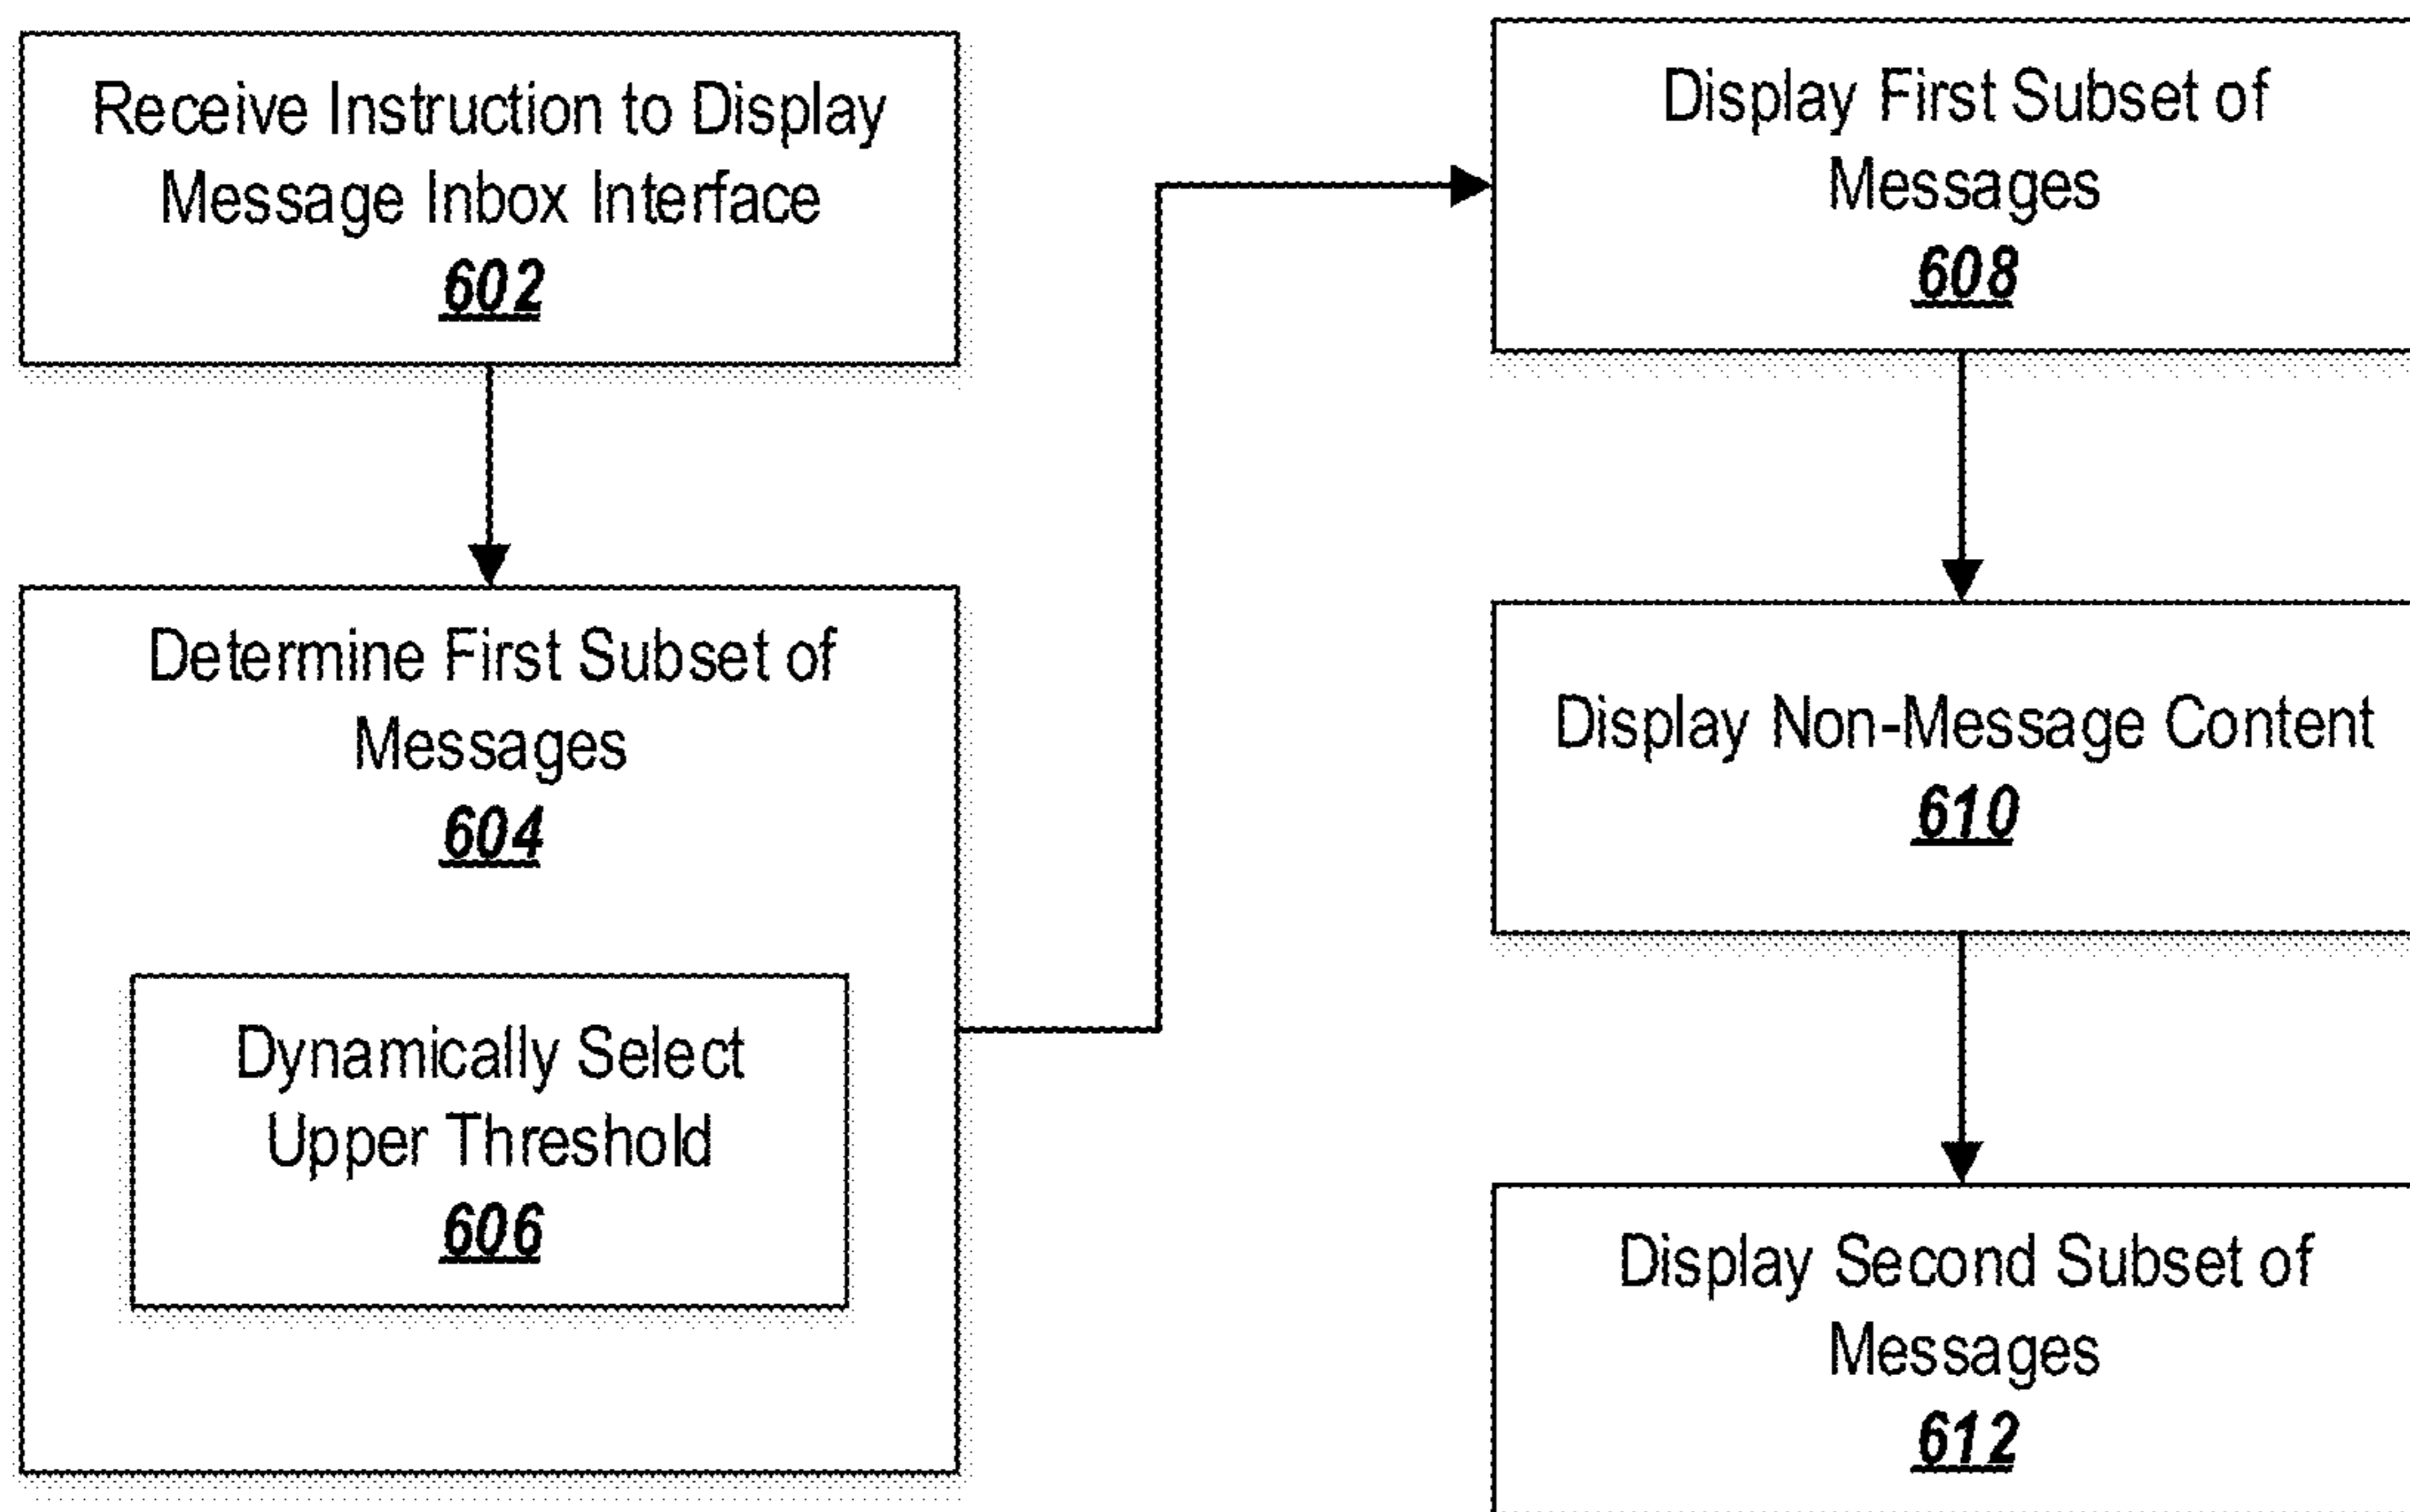 Receive Instruction to Display
Message Inbox Interface
602
Determine First Subset of
Messages
604
Dynamically Select
Upper Threshold
606
Display First Subset of
Messages
608
Display Non-Message Content
610
Display Second Subset of
Messages
612